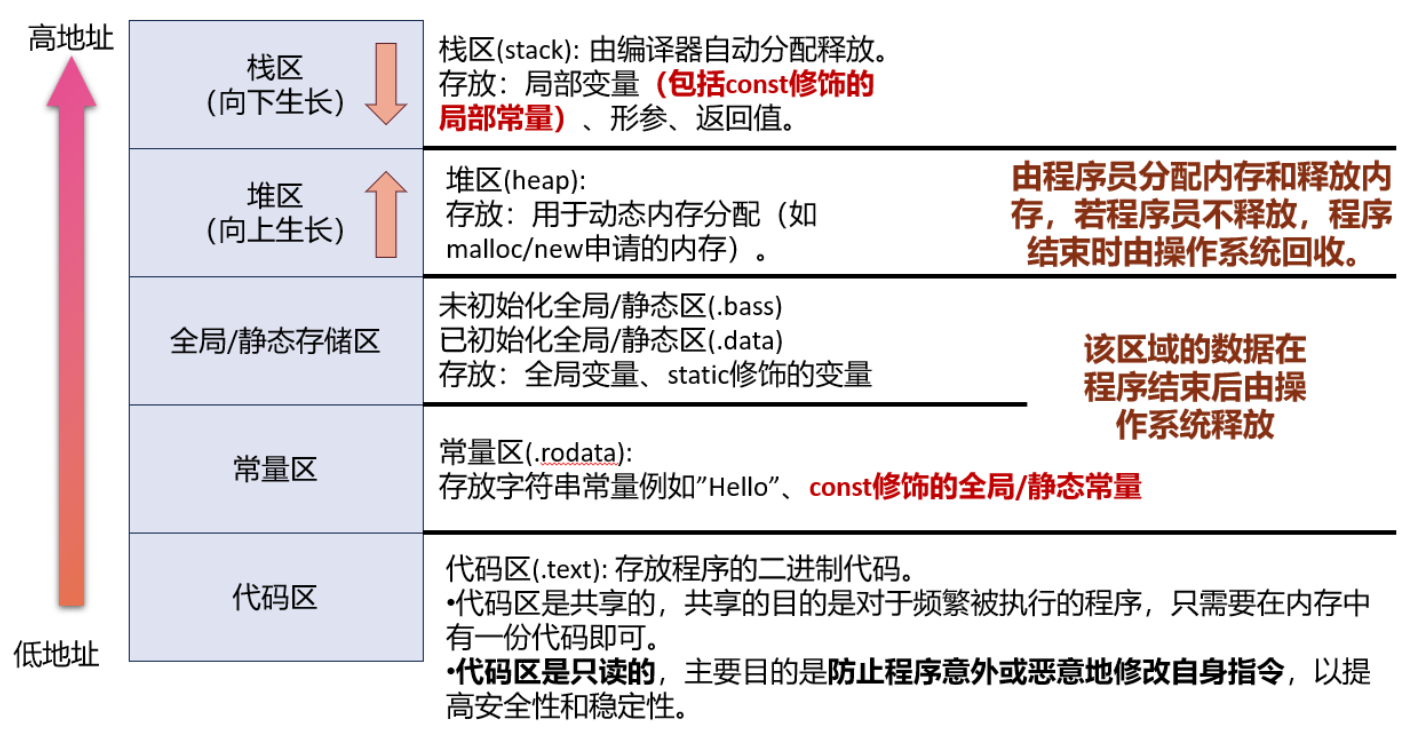 高地址
栈区
（向下生长）
栈区(stack): 由编译器自动分配释放。
存放：局部变量（包括const修饰的
局部常量）、形参、返回值。
堆区
（向上生长）
堆区(heap):
存放：用于动态内存分配（如
malloc/new申请的内存）。
由程序员分配内存和释放内
存，若程序员不释放，程序
结束时由操作系统回收。
全局/静态存储区
未初始化全局/静态区(.bass)
已初始化全局/静态区(.data)
存放：全局变量、static修饰的变量
该区域的数据在
程序结束后由操
作系统释放
常量区
常量区(.rodata):
存放字符串常量例如”Hello”、const修饰的全局/静态常量
代码区
代码区(.text): 存放程序的二进制代码。
•代码区是共享的，共享的目的是对于频繁被执行的程序，只需要在内存中
有一份代码即可。
•代码区是只读的，主要目的是防止程序意外或恶意地修改自身指令，以提
高安全性和稳定性。
低地址